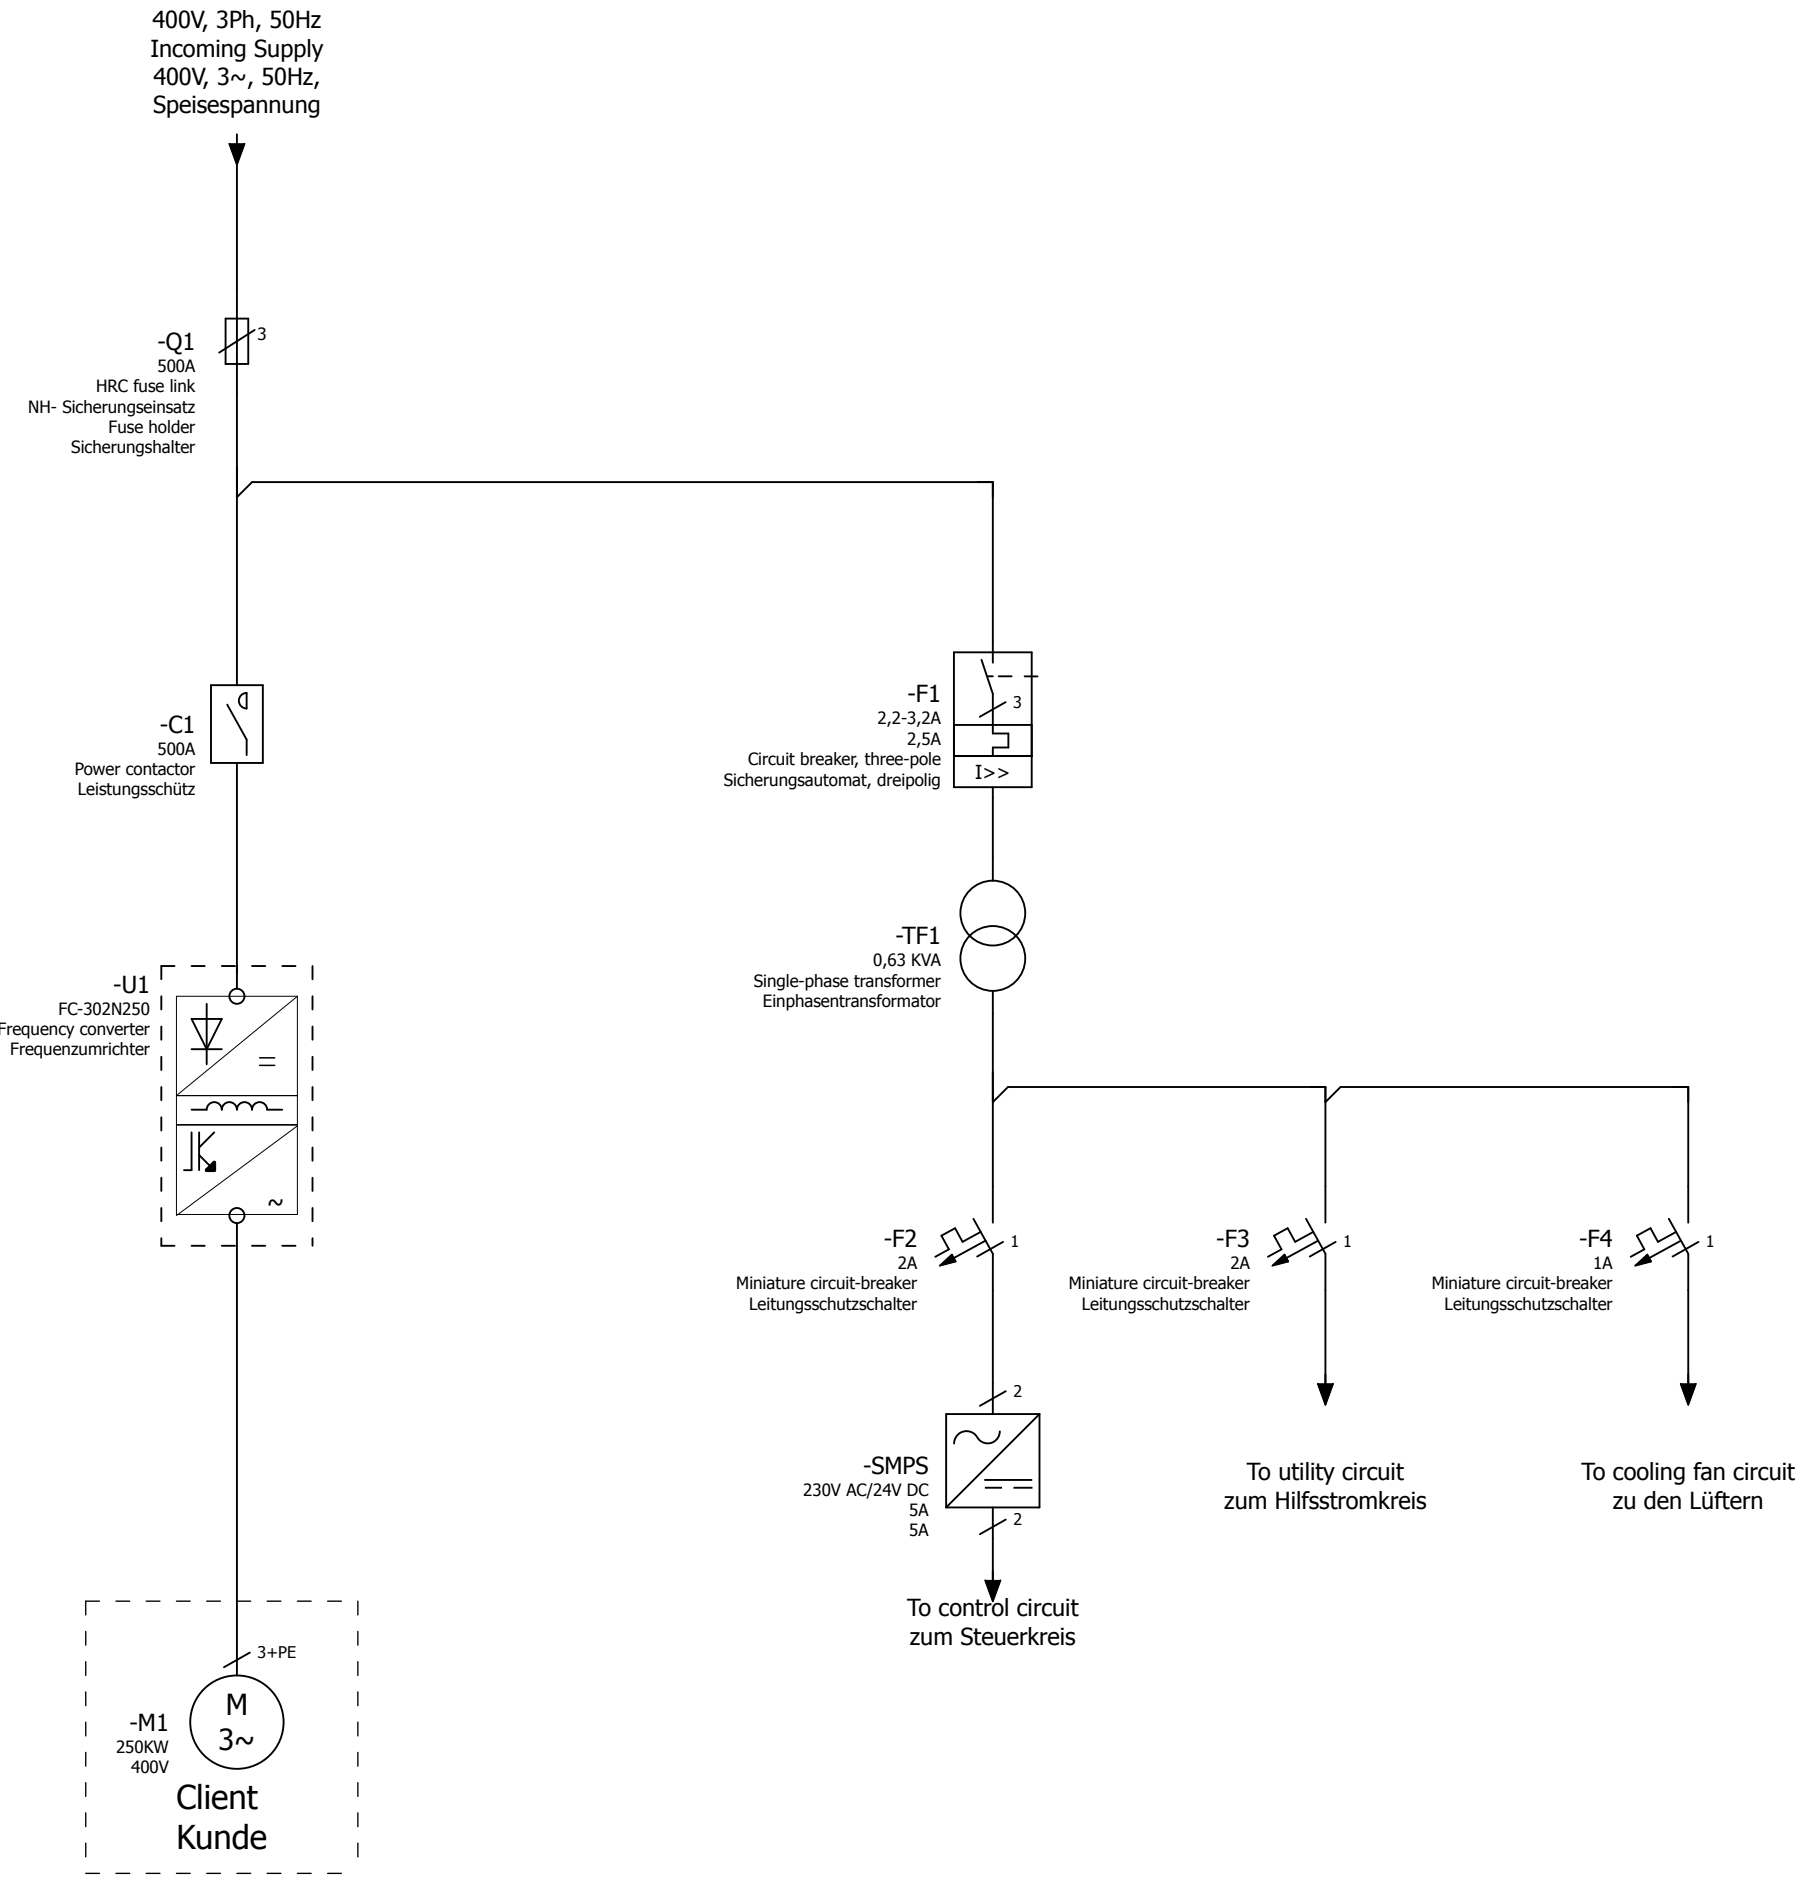 400V, 3Ph, 50Hz
Incoming Supply
400V, 3~, 50Hz,
Speisespannung
-Q1
500A
HRC fuse link
NH- Sicherungseinsatz
Fuse holder
Sicherungshalter
3
-C1
500A
Power contactor
Leistungsschütz
-F1
2,2-3,2A
2,5A
Circuit breaker, three-pole
Sicherungsautomat, dreipolig
3
I>>
-TF1
0,63 KVA
Single-phase transformer
Einphasentransformator
-U1
FC-302N250
Frequency converter
Frequenzumrichter
=
~
-F2
2A
Miniature circuit-breaker
Leitungsschutzschalter
1
-F3
2A
Miniature circuit-breaker
Leitungsschutzschalter
1
-F4
1A
Miniature circuit-breaker
Leitungsschutzschalter
1
2
-SMPS
230V AC/24V DC
5A
5A
2
To control circuit
zum Steuerkreis
To utility circuit
zum Hilfsstromkreis
To cooling fan circuit
zu den Lüftern
3+PE
M
3~
-M1
250KW
400V
Client
Kunde